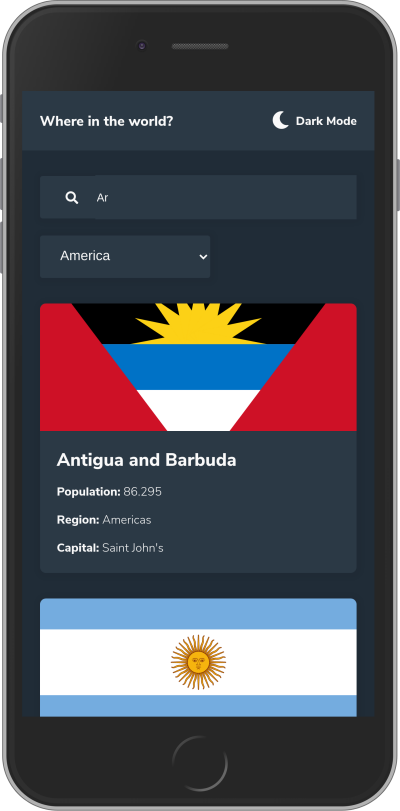 Where in the world? Dark Mode
Ar
America
Antigua and Barbuda
Population: 86.295
Region: Americas
Capital: Saint John's